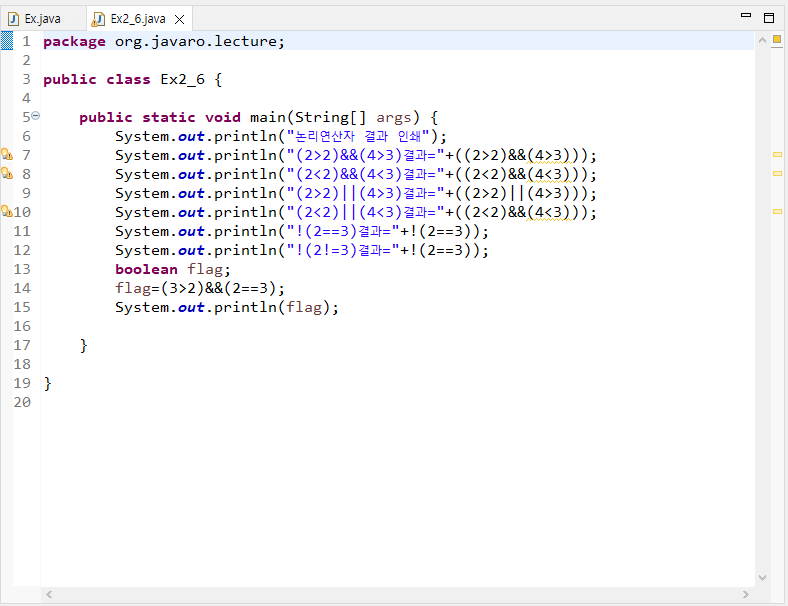 Ex.java Ex2_6.java
1 package org.javaro.lecture;
2
3 public class Ex2_6 {
4
5 public static void main(String[] args) {
6 System.out.println("논리연산자 결과 인쇄");
7 System.out.println("(2>2)&&(4>3)결과="+((2>2)&&(4>3)));
8 System.out.println("(2<2)&&(4<3)결과="+((2<2)&&(4<3)));
9 System.out.println("(2>2)||(4>3)결과="+((2>2)||(4>3)));
10 System.out.println("(2<2)||(4<3)결과="+((2<2)&&(4<3)));
11 System.out.println("!(2==3)결과="+!(2==3));
12 System.out.println("!(2!=3)결과="+!(2==3));
13 boolean flag;
14 flag=(3>2)&&(2==3);
15 System.out.println(flag);
16
17 }
18
19 }
20